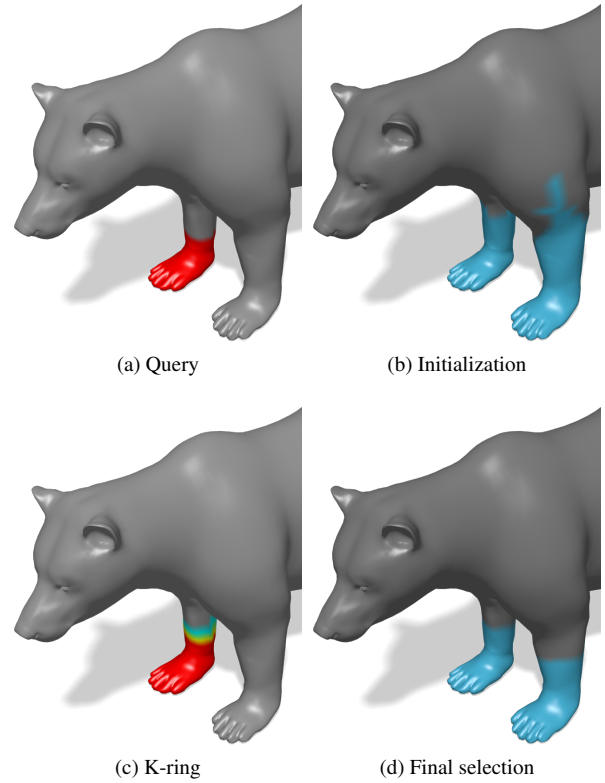 (a) Query
(b) Initialization
(c) K-ring
(d) Final selection